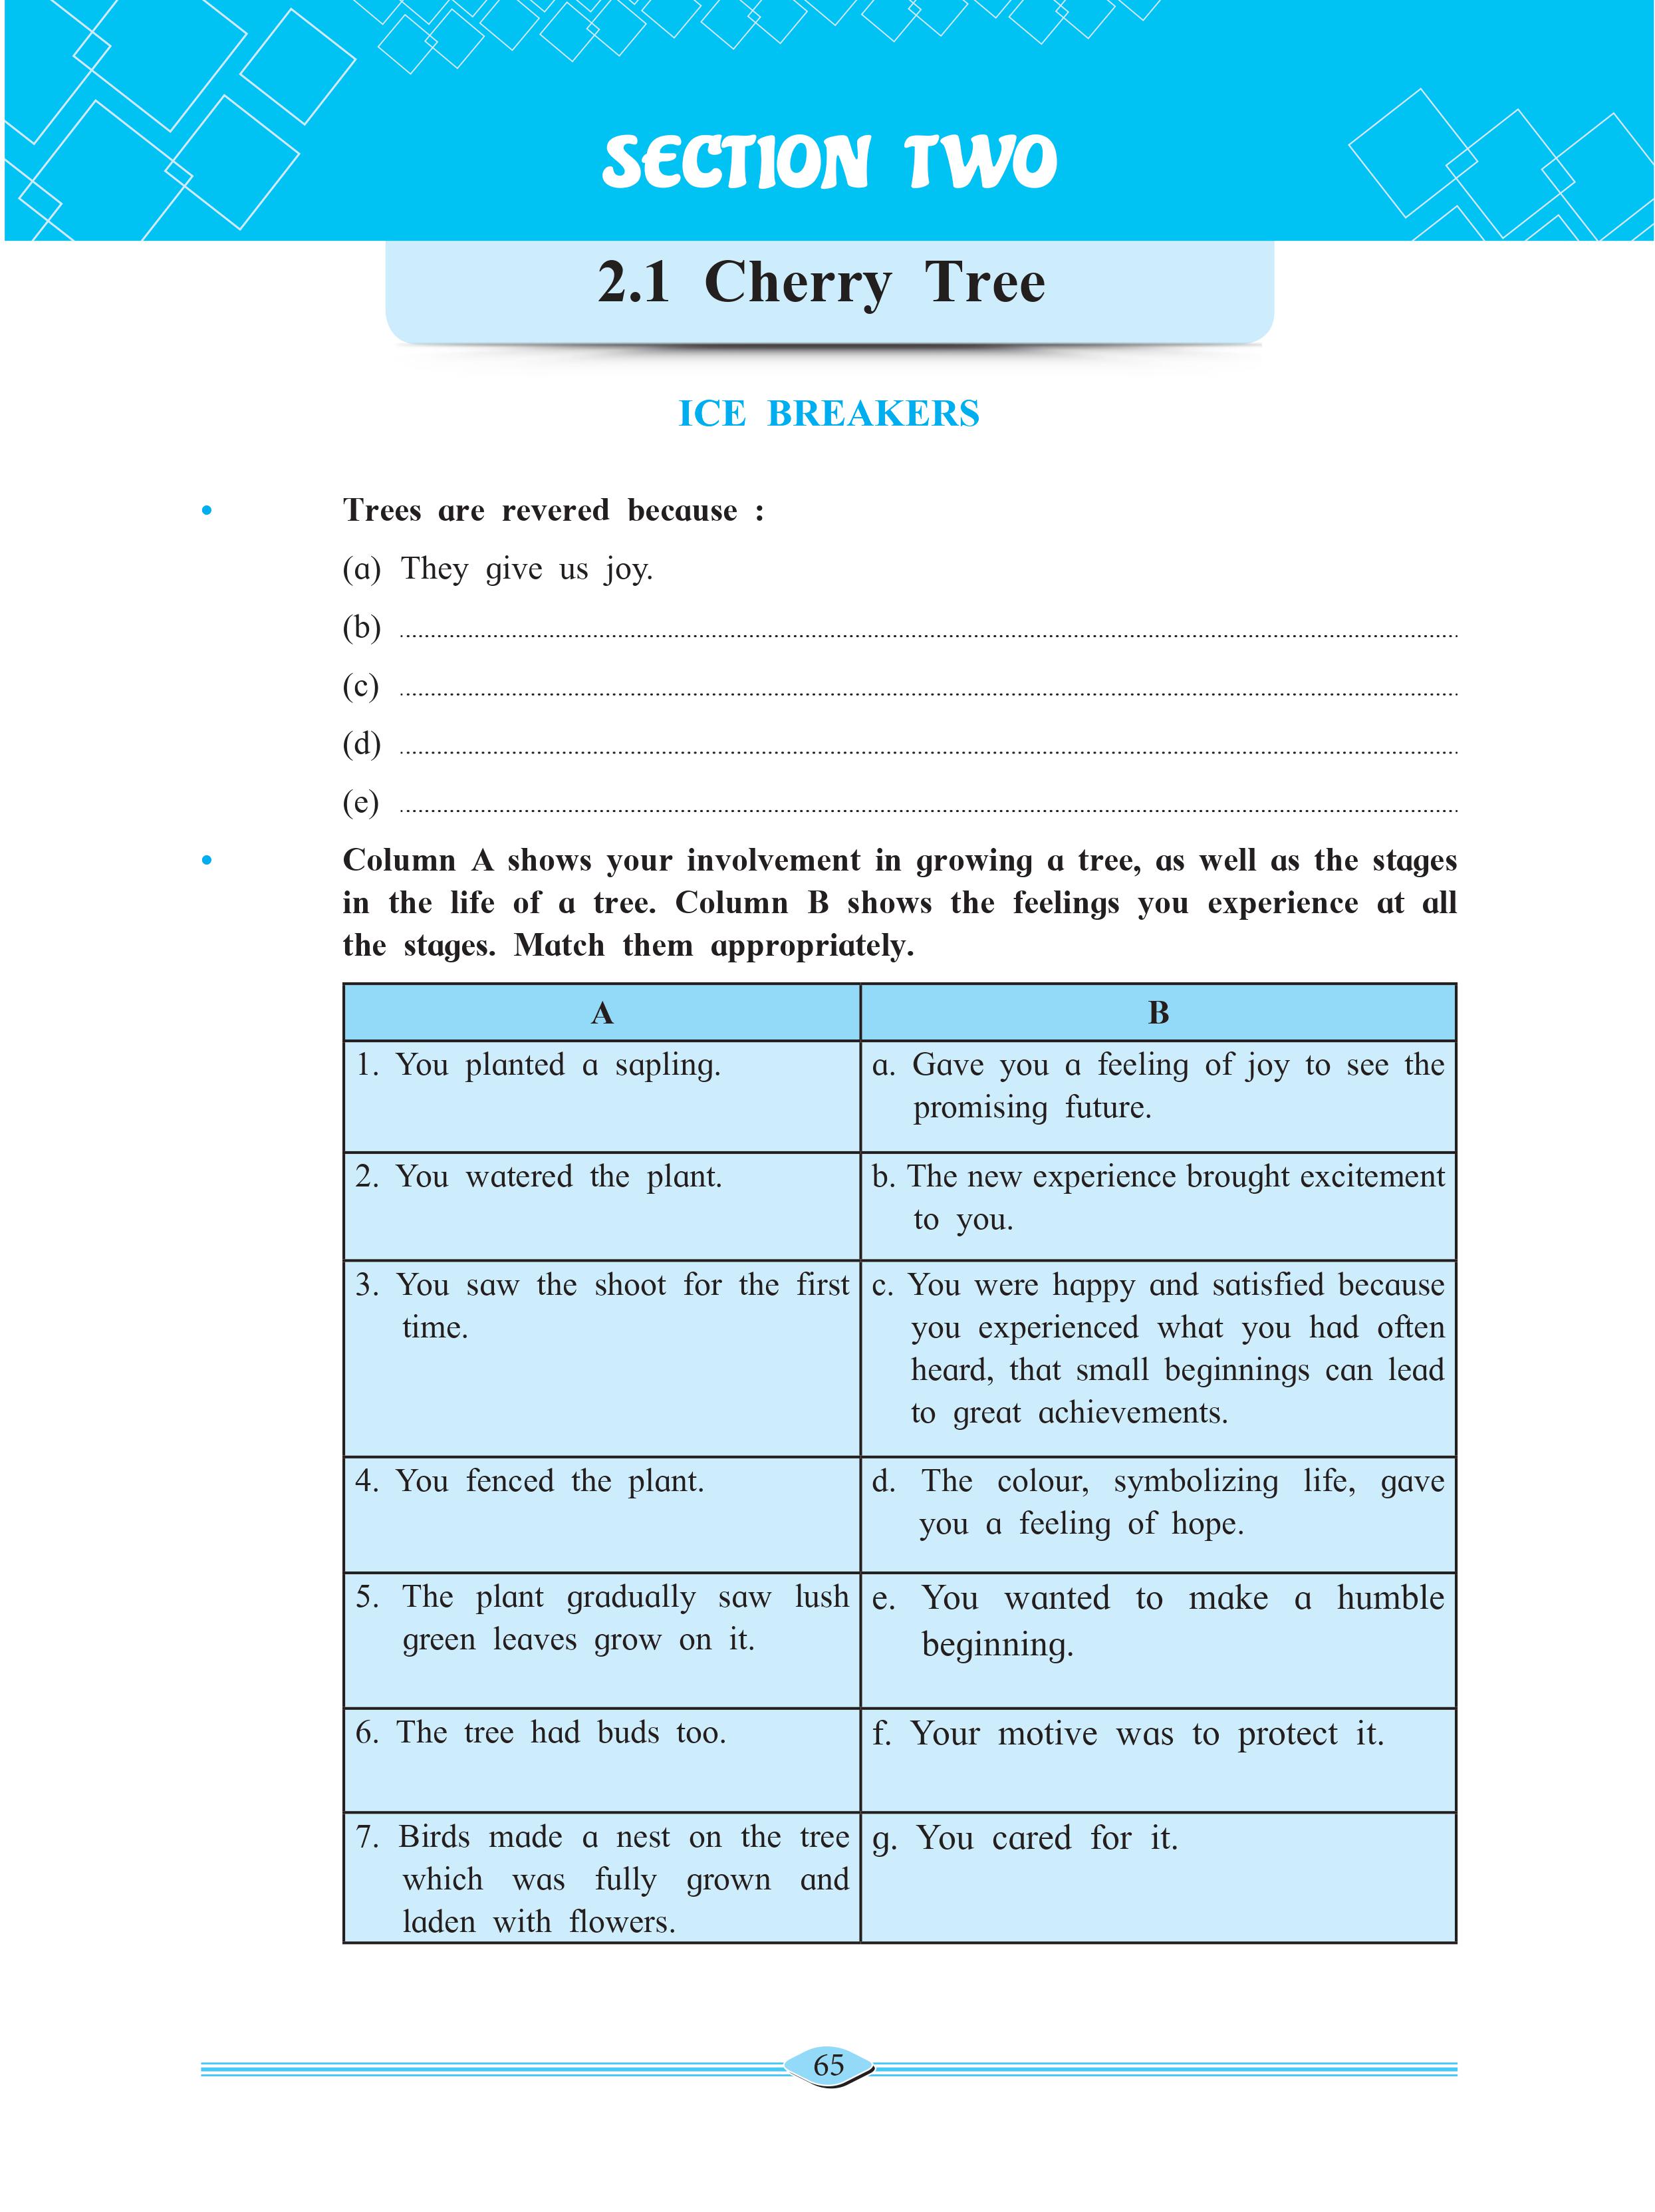 SECTION TWO
2.1 Cherry Tree
ICE BREAKERS
• Trees are revered because :
(a) They give us joy.
(b) ........................................
(c) ........................................
(d) ........................................
(e) ........................................
• Column A shows your involvement in growing a tree, as well as the stages
in the life of a tree. Column B shows the feelings you experience at all
the stages. Match them appropriately.
A
B
1. You planted a sapling.
a. Gave you a feeling of joy to see the
promising future.
2. You watered the plant.
b. The new experience brought excitement
to you.
3. You saw the shoot for the first
time.
c. You were happy and satisfied because
you experienced what you had often
heard, that small beginnings can lead
to great achievements.
4. You fenced the plant.
d. The colour, symbolizing life, gave
you a feeling of hope.
5. The plant gradually saw lush
green leaves grow on it.
e. You wanted to make a humble
beginning.
6. The tree had buds too.
f. Your motive was to protect it.
7. Birds made a nest on the tree
which was fully grown and
laden with flowers.
g. You cared for it.
65